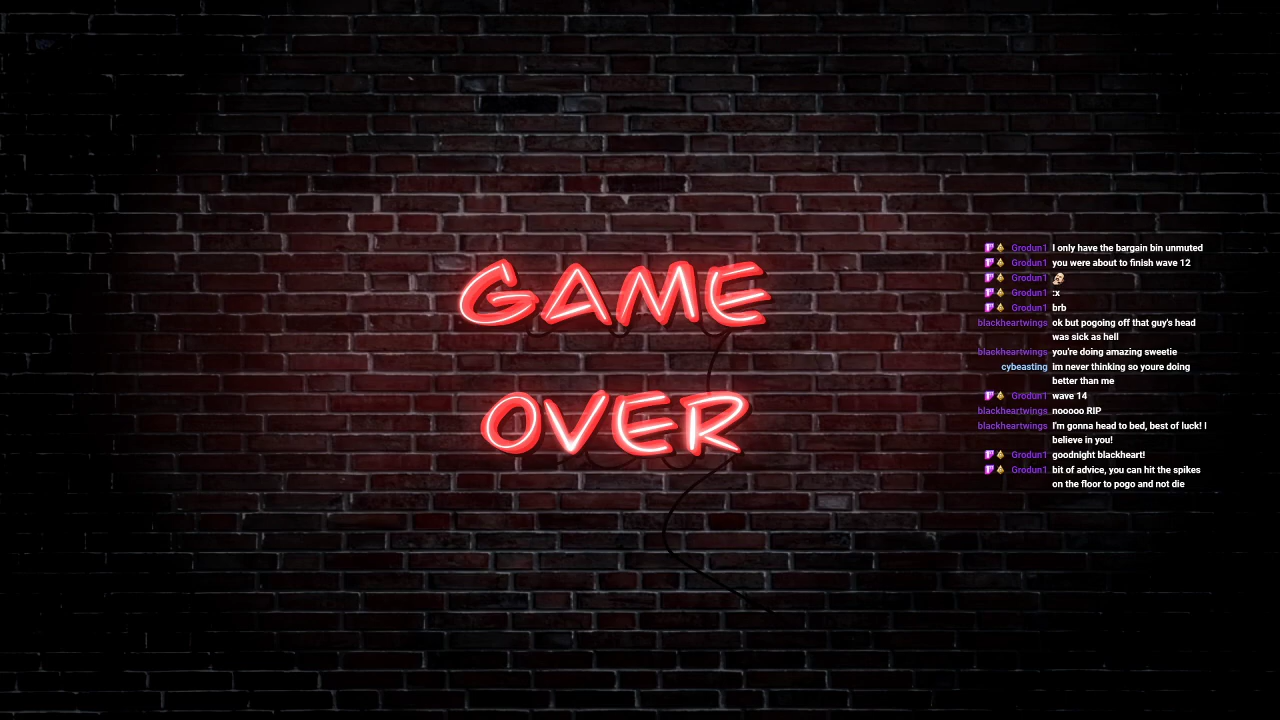 GAME
OVER
Grodun1 I only have the bargain bin unmuted
Grodun1 you were about to finish wave 12
Grodun1
Grodun1 :x
Grodun1 brb
blackheartwings ok but pogoing off that guy's head
was sick as hell
blackheartwings you're doing amazing sweetie
cybeasting im never thinking so youre doing
better than me
Grodun1 wave 14
blackheartwings nooooo RIP
blackheartwings I'm gonna head to bed, best of luck! I
believe in you!
Grodun1 goodnight blackheart!
Grodun1 bit of advice, you can hit the spikes
on the floor to pogo and not die